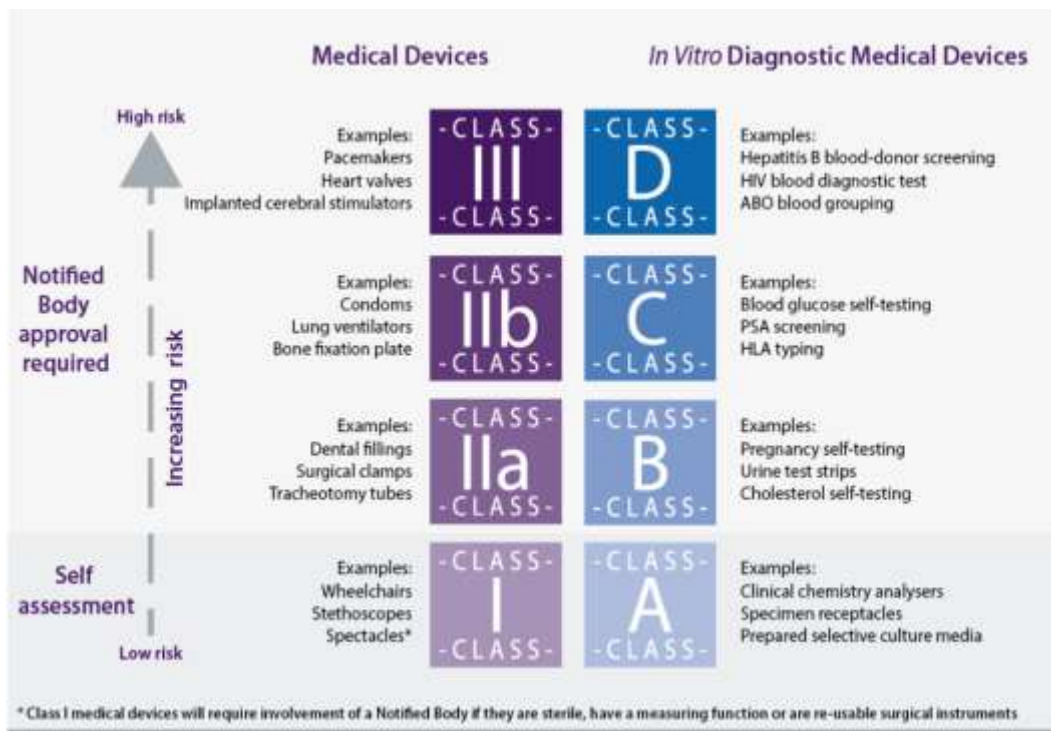 Medical Devices
In Vitro Diagnostic Medical Devices
High risk
Notified
Body
approval
required
Increasing risk
Self
assessment
Low risk
Examples:
Pacemakers
Heart valves
Implanted cerebral stimulators
-CLASS-
III
-CLASS-
-CLASS-
D
-CLASS-
Examples:
Hepatitis B blood-donor screening
HIV blood diagnostic test
ABO blood grouping
Examples:
Condoms
Lung ventilators
Bone fixation plate
-CLASS-
IIb
-CLASS-
-CLASS-
C
-CLASS-
Examples:
Blood glucose self-testing
PSA screening
HLA typing
Examples:
Dental fillings
Surgical clamps
Tracheotomy tubes
-CLASS-
IIa
-CLASS-
-CLASS-
B
-CLASS-
Examples:
Pregnancy self-testing
Urine test strips
Cholesterol self-testing
Examples:
Wheelchairs
Stethoscopes
Spectacles*
-CLASS-
I
-CLASS-
-CLASS-
A
-CLASS-
Examples:
Clinical chemistry analysers
Specimen receptacles
Prepared selective culture media
* Class I medical devices will require involvement of a Notified Body if they are sterile, have a measuring function or are re-usable surgical instruments